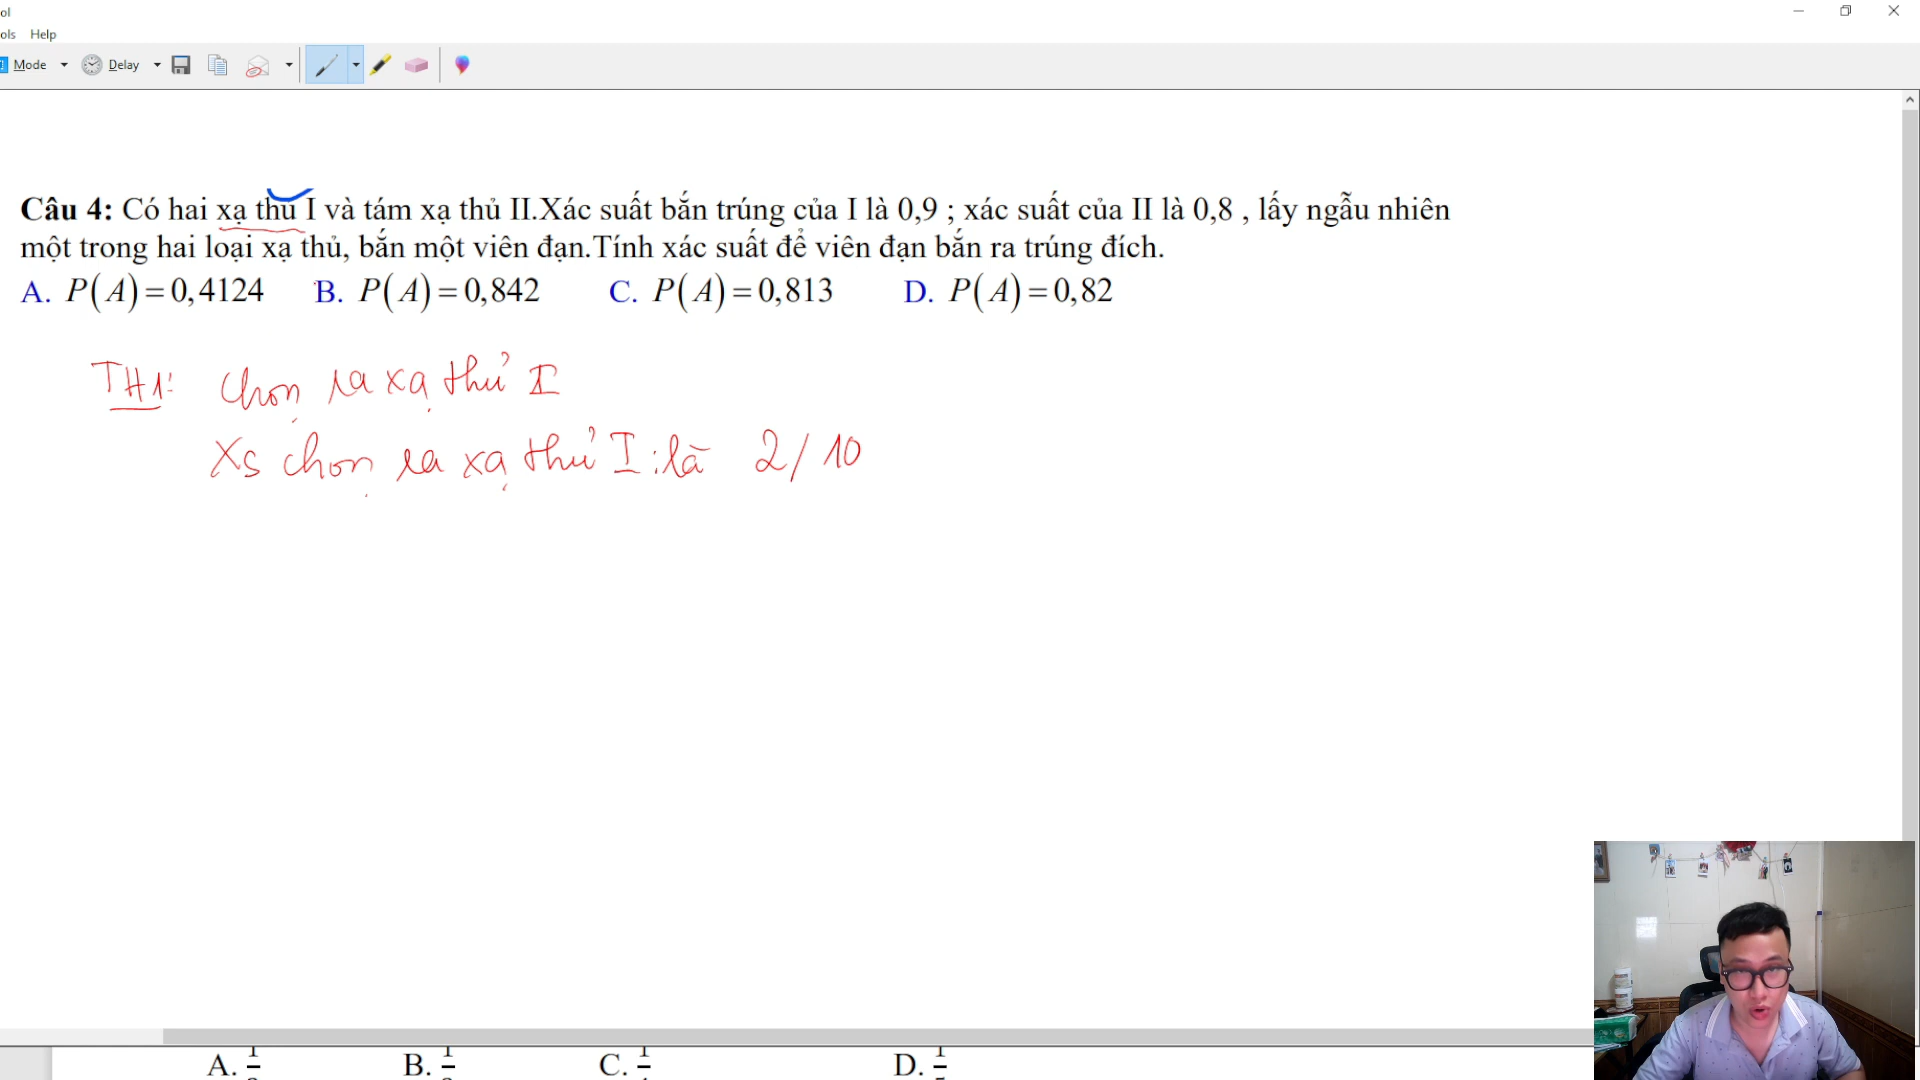 ol
ols Help
Mode Delay
Câu 4: Có hai xạ thủ I và tám xạ thủ II.Xác suất bắn trúng của I là 0,9 ; xác suất của II là 0,8 , lấy ngẫu nhiên
một trong hai loại xạ thủ, bắn một viên đạn.Tính xác suất để viên đạn bắn ra trúng đích.
A. P(A)=0,4124 B. P(A)=0,842 C. P(A)=0,813 D. P(A)=0,82
TH1: chọn ra xạ thủ I
Xs chọn ra xạ thủ I : là 2/10
A. B. C. D.